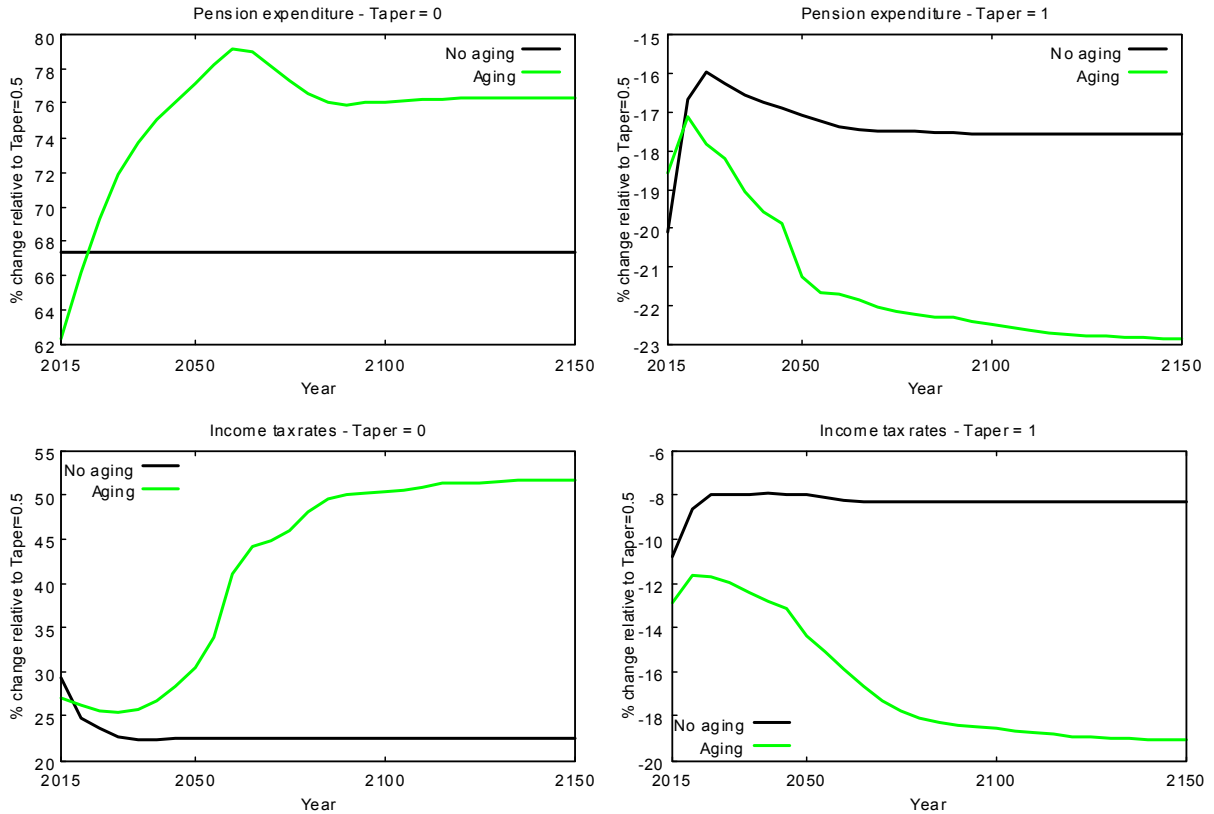 Pension expenditure - Taper = 0
% change relative to Taper=0.5
80
78
76
74
72
70
68
66
64
62
No aging
Aging
2015
2050
2100
2150
Year
Pension expenditure - Taper = 1
% change relative to Taper=0.5
-15
-16
-17
-18
-19
-20
-21
-22
-23
No aging
Aging
2015
2050
2100
2150
Year
Income tax rates - Taper = 0
% change relative to Taper=0.5
55
50
45
40
35
30
25
20
No aging
Aging
2015
2050
2100
2150
Year
Income tax rates - Taper = 1
% change relative to Taper=0.5
-6
-8
-10
-12
-14
-16
-18
-20
No aging
Aging
2015
2050
2100
2150
Year